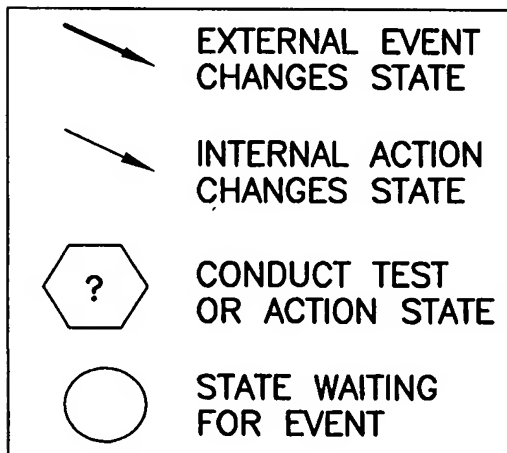 EXTERNAL EVENT
CHANGES STATE
INTERNAL ACTION
CHANGES STATE
?
CONDUCT TEST
OR ACTION STATE
STATE WAITING
FOR EVENT